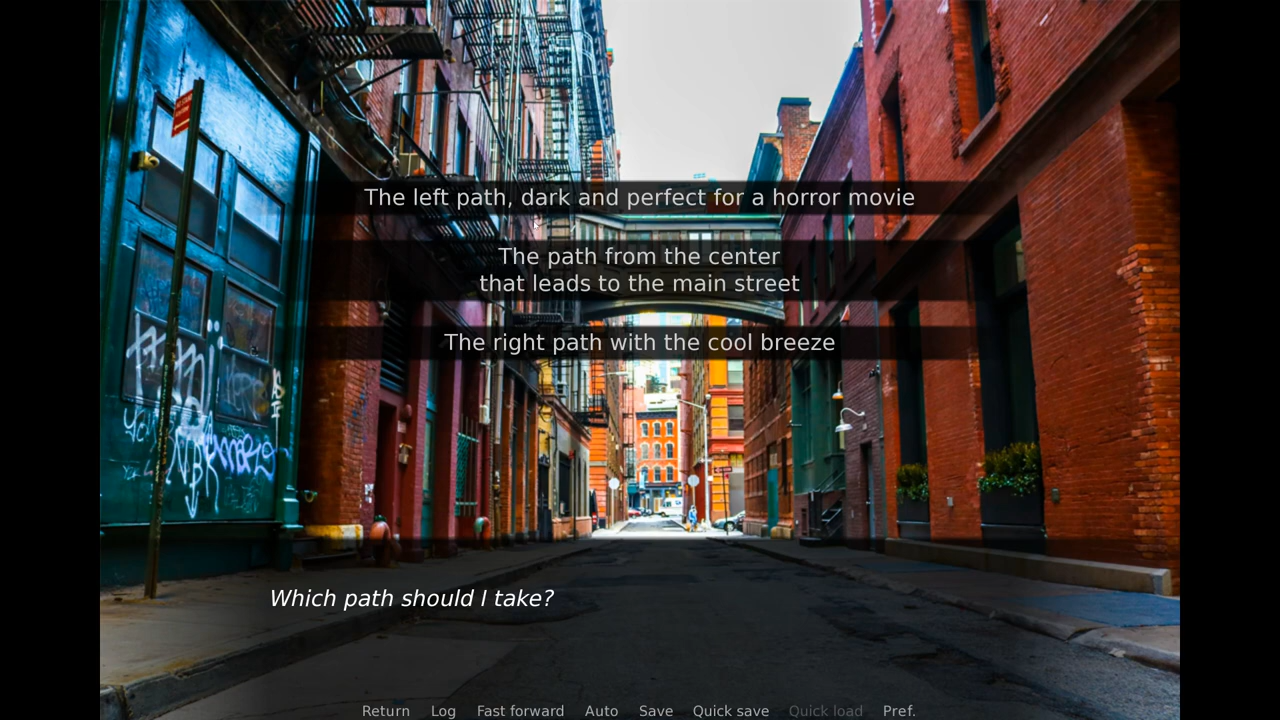 The left path, dark and perfect for a horror movie
The path from the center
that leads to the main street
The right path with the cool breeze
Which path should I take?
Return Log Fast forward Auto Save Quick save Quick load Pref.